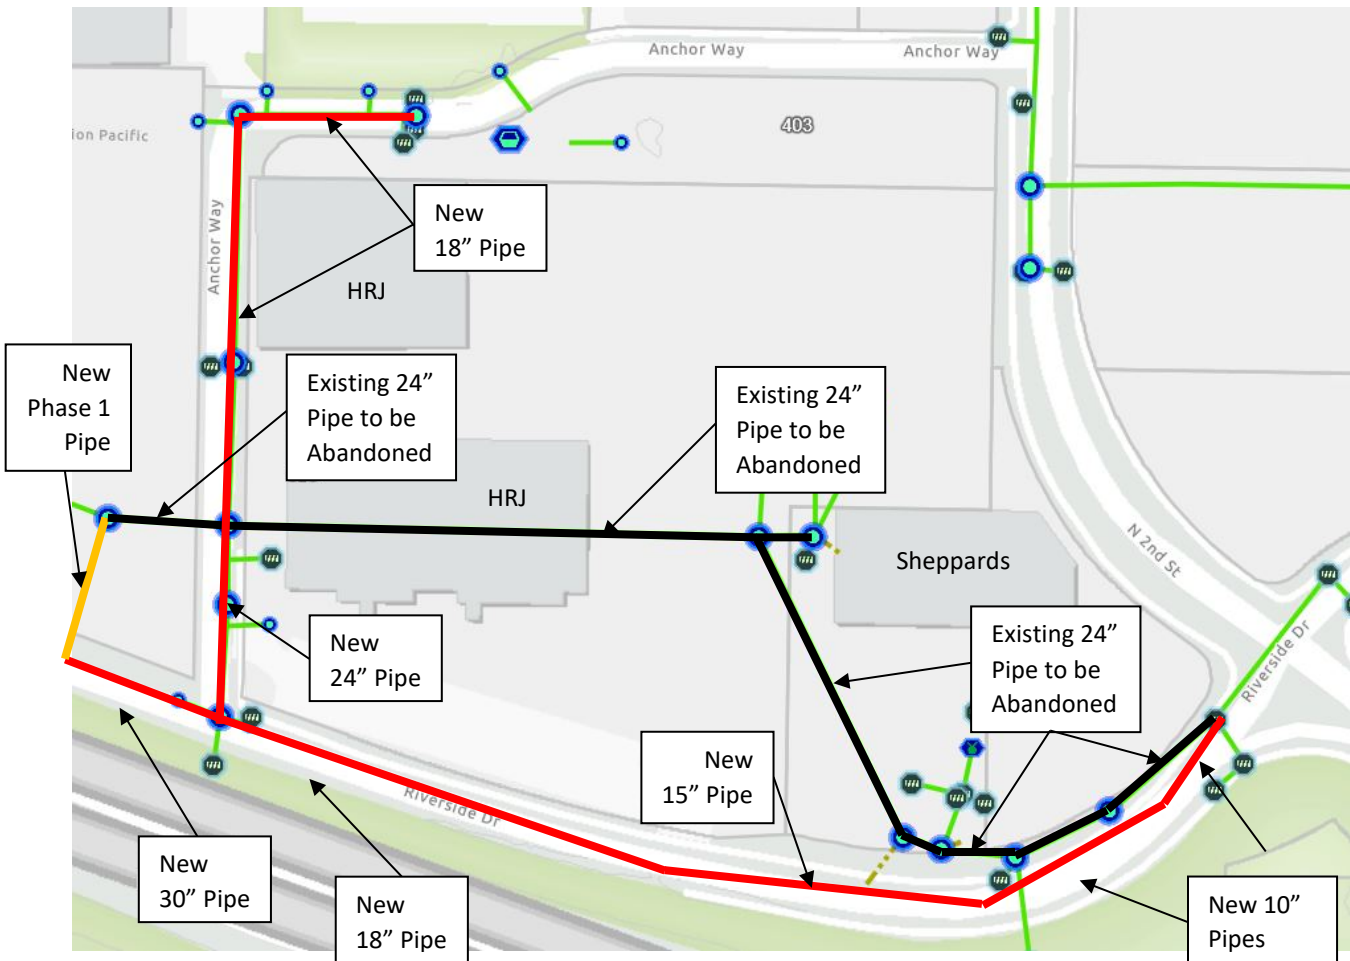 Anchor Way
Anchor Way
ion Pacific
403
New
18” Pipe
Anchor Way
HRJ
New
Phase 1
Pipe
Existing 24”
Pipe to be
Abandoned
Existing 24”
Pipe to be
Abandoned
HRJ
N 2nd St
Sheppards
New
24” Pipe
Existing 24”
Pipe to be
Abandoned
Riverside Dr
New
15” Pipe
Riverside Dr
New
30” Pipe
New
18” Pipe
New 10”
Pipes